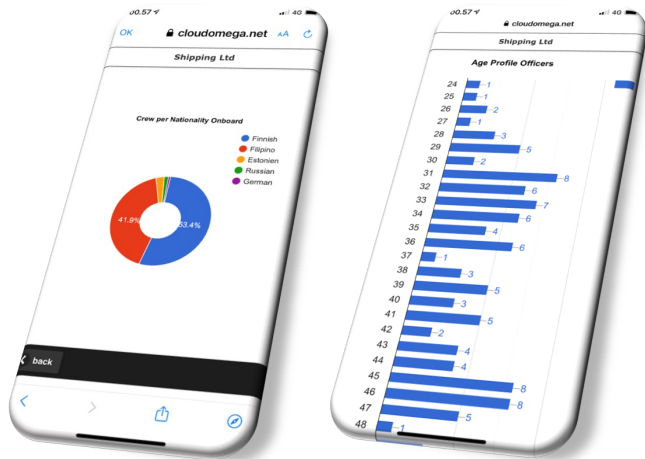 00.57
4G
OK
cloudomega.net
AA
Shipping Ltd
Crew per Nationality Onboard
Finnish
Filipino
Estonien
Russian
German
41.9%
53.4%
back
00.57
4G
cloudomega.net
Shipping Ltd
Age Profile Officers
24 1
25 1
26 2
27 1
28 3
29 5
30 2
31 8
32 6
33 7
34 6
35 4
36 6
37 1
38 3
39 5
40 3
41 5
42 2
43 4
44 4
45 8
46 8
47 5
48 1